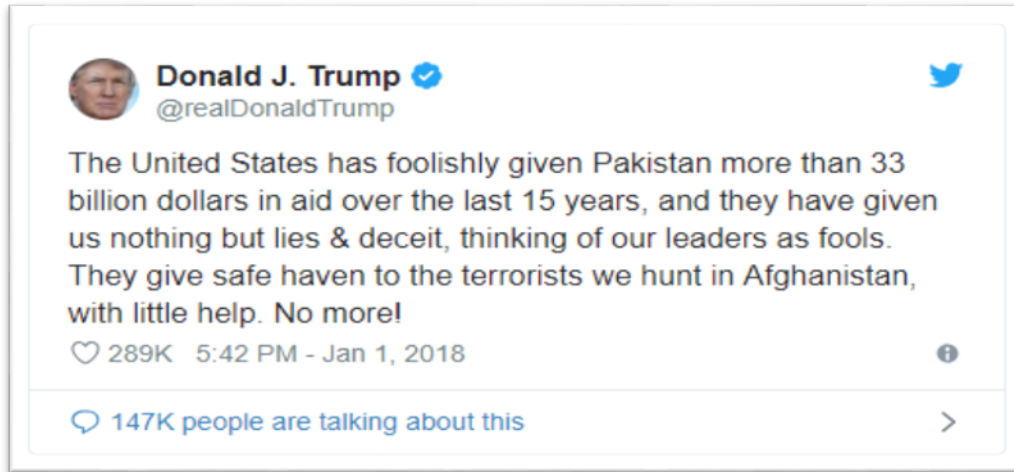 Donald J. Trump
@realDonaldTrump
The United States has foolishly given Pakistan more than 33
billion dollars in aid over the last 15 years, and they have given
us nothing but lies & deceit, thinking of our leaders as fools.
They give safe haven to the terrorists we hunt in Afghanistan,
with little help. No more!
289K 5:42 PM - Jan 1, 2018
147K people are talking about this